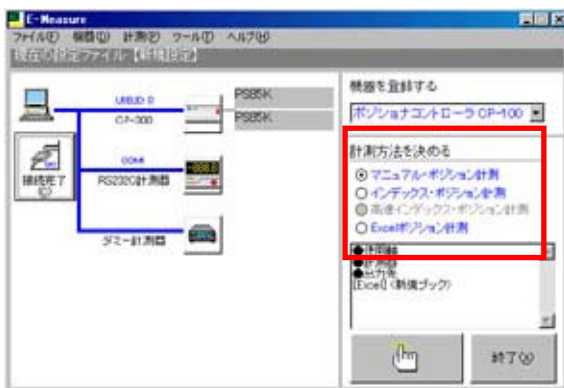 E-Measure
ファイル(F) 機器(D) 計測(P) ツール(T) ヘルプ(H)
現在の設定ファイル【新規設定】
機器を登録する
ポジショナコントローラ CP-100
USBID 0
CP-300
PS85K
PS85K
接続完了
COM1
RS232C計測器
ダミー計測器
計測方法を決める
マニュアル・ポジション計測
インデックス・ポジション計測
高速インデックス・ポジション計測
Excelポジション計測
●使用軸
●計測器
●出力先
[Excel]〈新規ブック〉
終了(X)